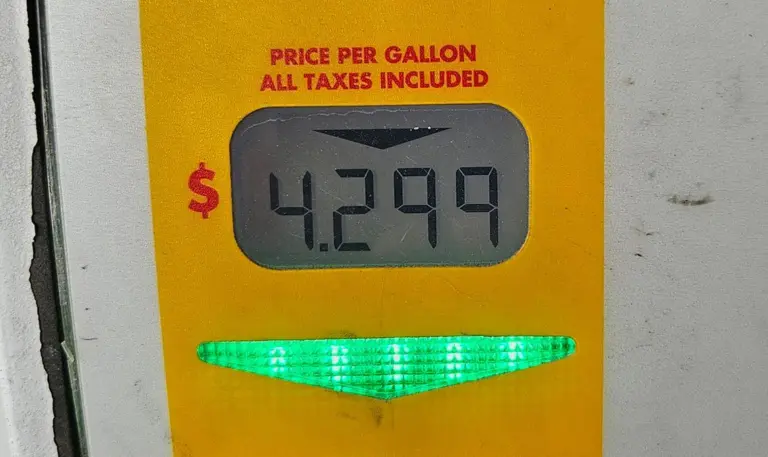 PRICE PER GALLON
ALL TAXES INCLUDED
$ 4.299